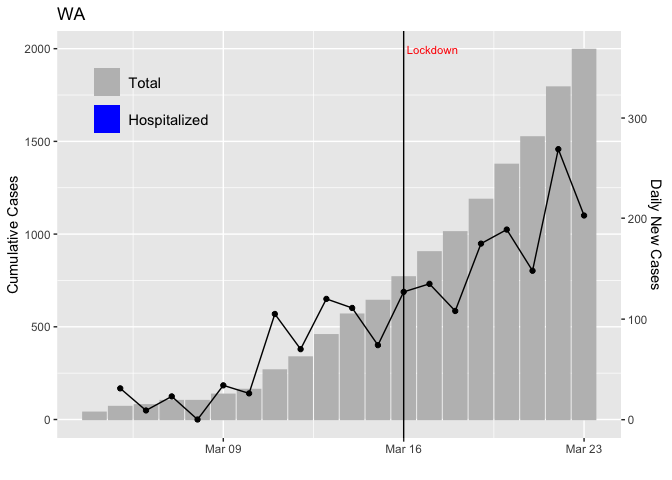 WA
2000
1500
1000
500
0
Cumulative Cases
Total
Hospitalized
Lockdown
300
200
100
0
Daily New Cases
Mar 09
Mar 16
Mar 23